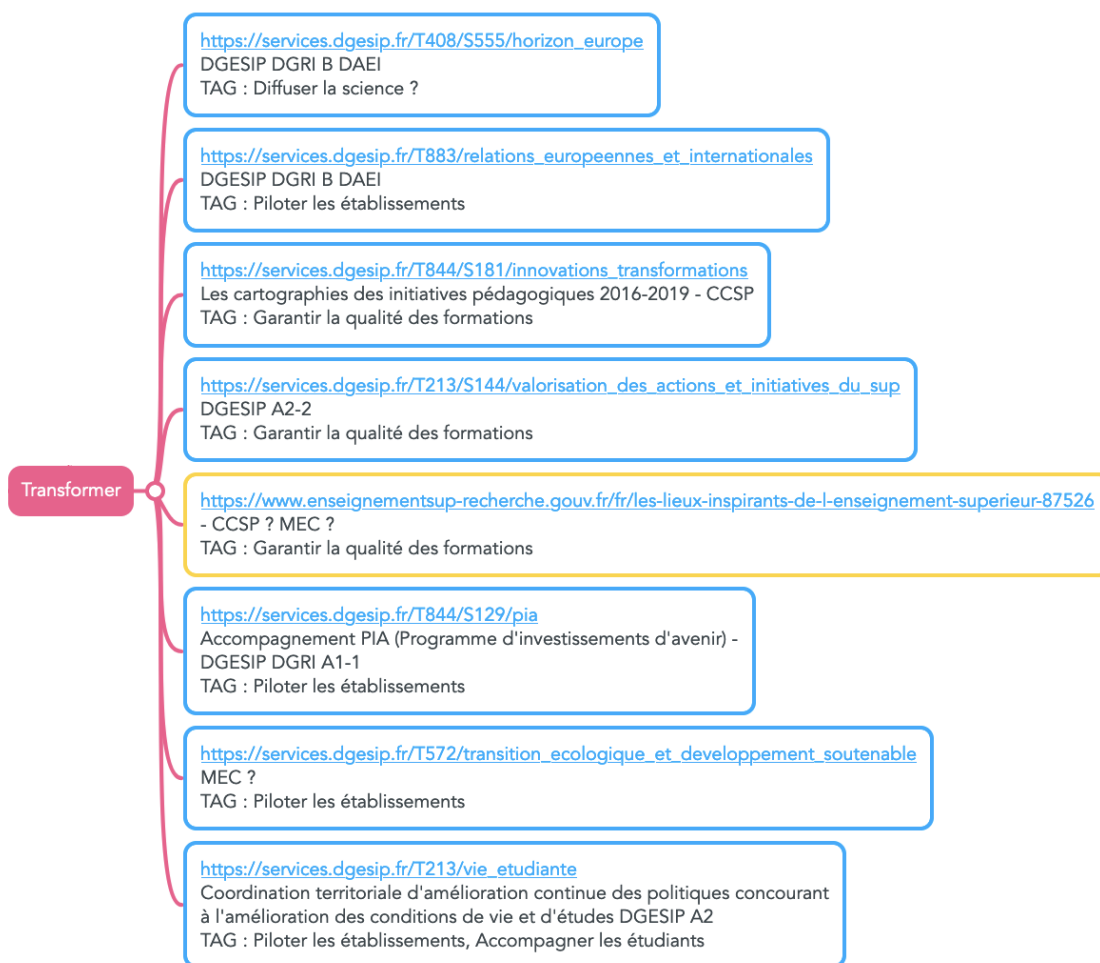 https://services.dgesip.fr/T408/S555/horizon_europe
DGESIP DGRI B DAEI
TAG : Diffuser la science ?
https://services.dgesip.fr/T883/relations_europeennes_et_internationales
DGESIP DGRI B DAEI
TAG : Piloter les établissements
https://services.dgesip.fr/T844/S181/innovations_transformations
Les cartographies des initiatives pédagogiques 2016-2019 - CCSP
TAG : Garantir la qualité des formations
https://services.dgesip.fr/T213/S144/valorisation_des_actions_et_initiatives_du_sup
DGESIP A2-2
TAG : Garantir la qualité des formations
Transformer
https://www.enseignementsup-recherche.gouv.fr/fr/les-lieux-inspirants-de-l-enseignement-superieur-87526
- CCSP ? MEC ?
TAG : Garantir la qualité des formations
https://services.dgesip.fr/T844/S129/pia
Accompagnement PIA (Programme d'investissements d'avenir) -
DGESIP DGRI A1-1
TAG : Piloter les établissements
https://services.dgesip.fr/T572/transition_ecologique_et_developpement_soutenable
MEC ?
TAG : Piloter les établissements
https://services.dgesip.fr/T213/vie_etudiante
Coordination territoriale d'amélioration continue des politiques concourant
à l'amélioration des conditions de vie et d'études DGESIP A2
TAG : Piloter les établissements, Accompagner les étudiants